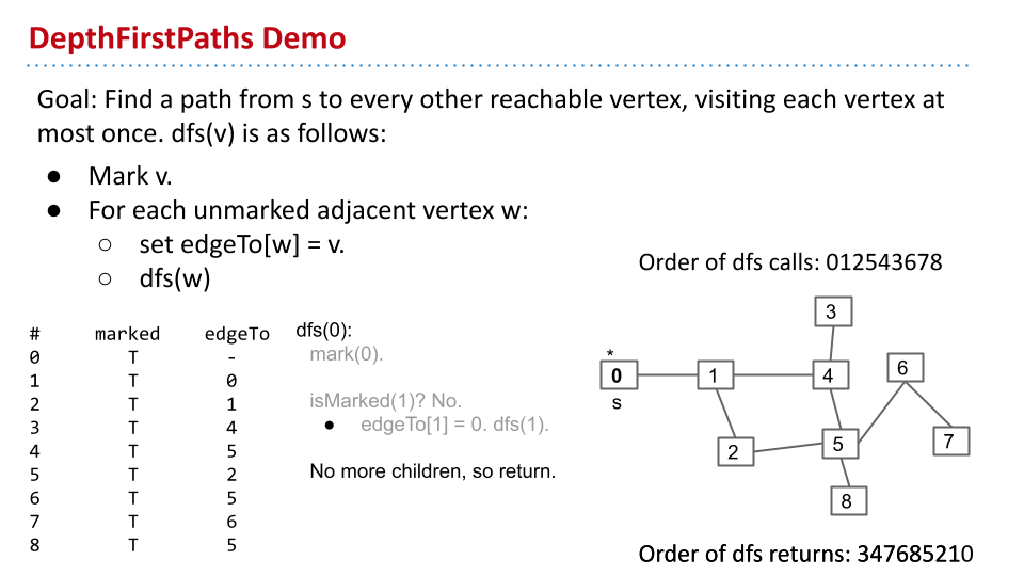 DepthFirstPaths Demo
Goal: Find a path from s to every other reachable vertex, visiting each vertex at
most once. dfs(v) is as follows:
● Mark v.
● For each unmarked adjacent vertex w:
○ set edgeTo[w] = v.
○ dfs(w)
Order of dfs calls: 012543678
# marked edgeTo
0 T -
1 T 0
2 T 1
3 T 4
4 T 5
5 T 2
6 T 5
7 T 6
8 T 5
dfs(0):
mark(0).
isMarked(1)? No.
● edgeTo[1] = 0. dfs(1).
No more children, so return.
3
*
0
s
1
4
6
2
5
7
8
Order of dfs returns: 347685210